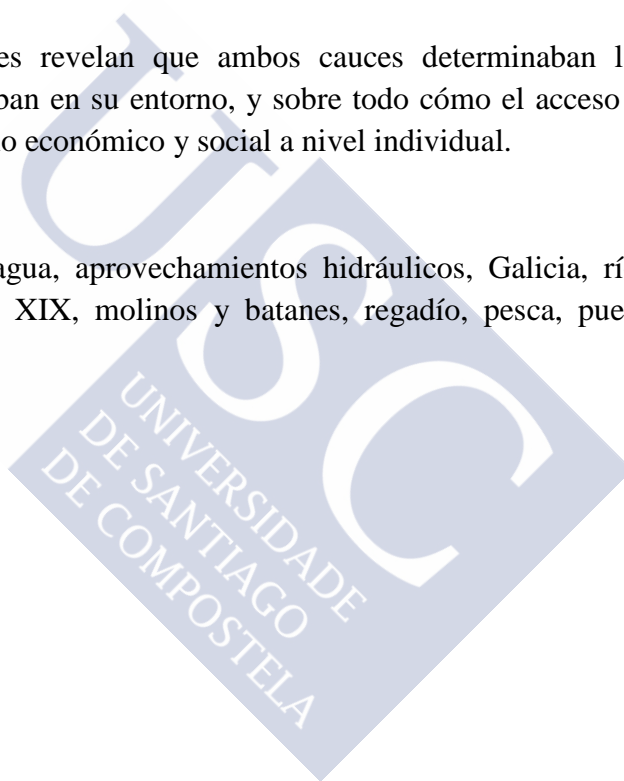 es revelan que ambos cauces determinaban l
ban en su entorno, y sobre todo cómo el acceso
o económico y social a nivel individual.
agua, aprovechamientos hidráulicos, Galicia, rí
XIX, molinos y batanes, regadío, pesca, pue
USC
UNIVERSIDADE
DE SANTIAGO
DE COMPOSTELA